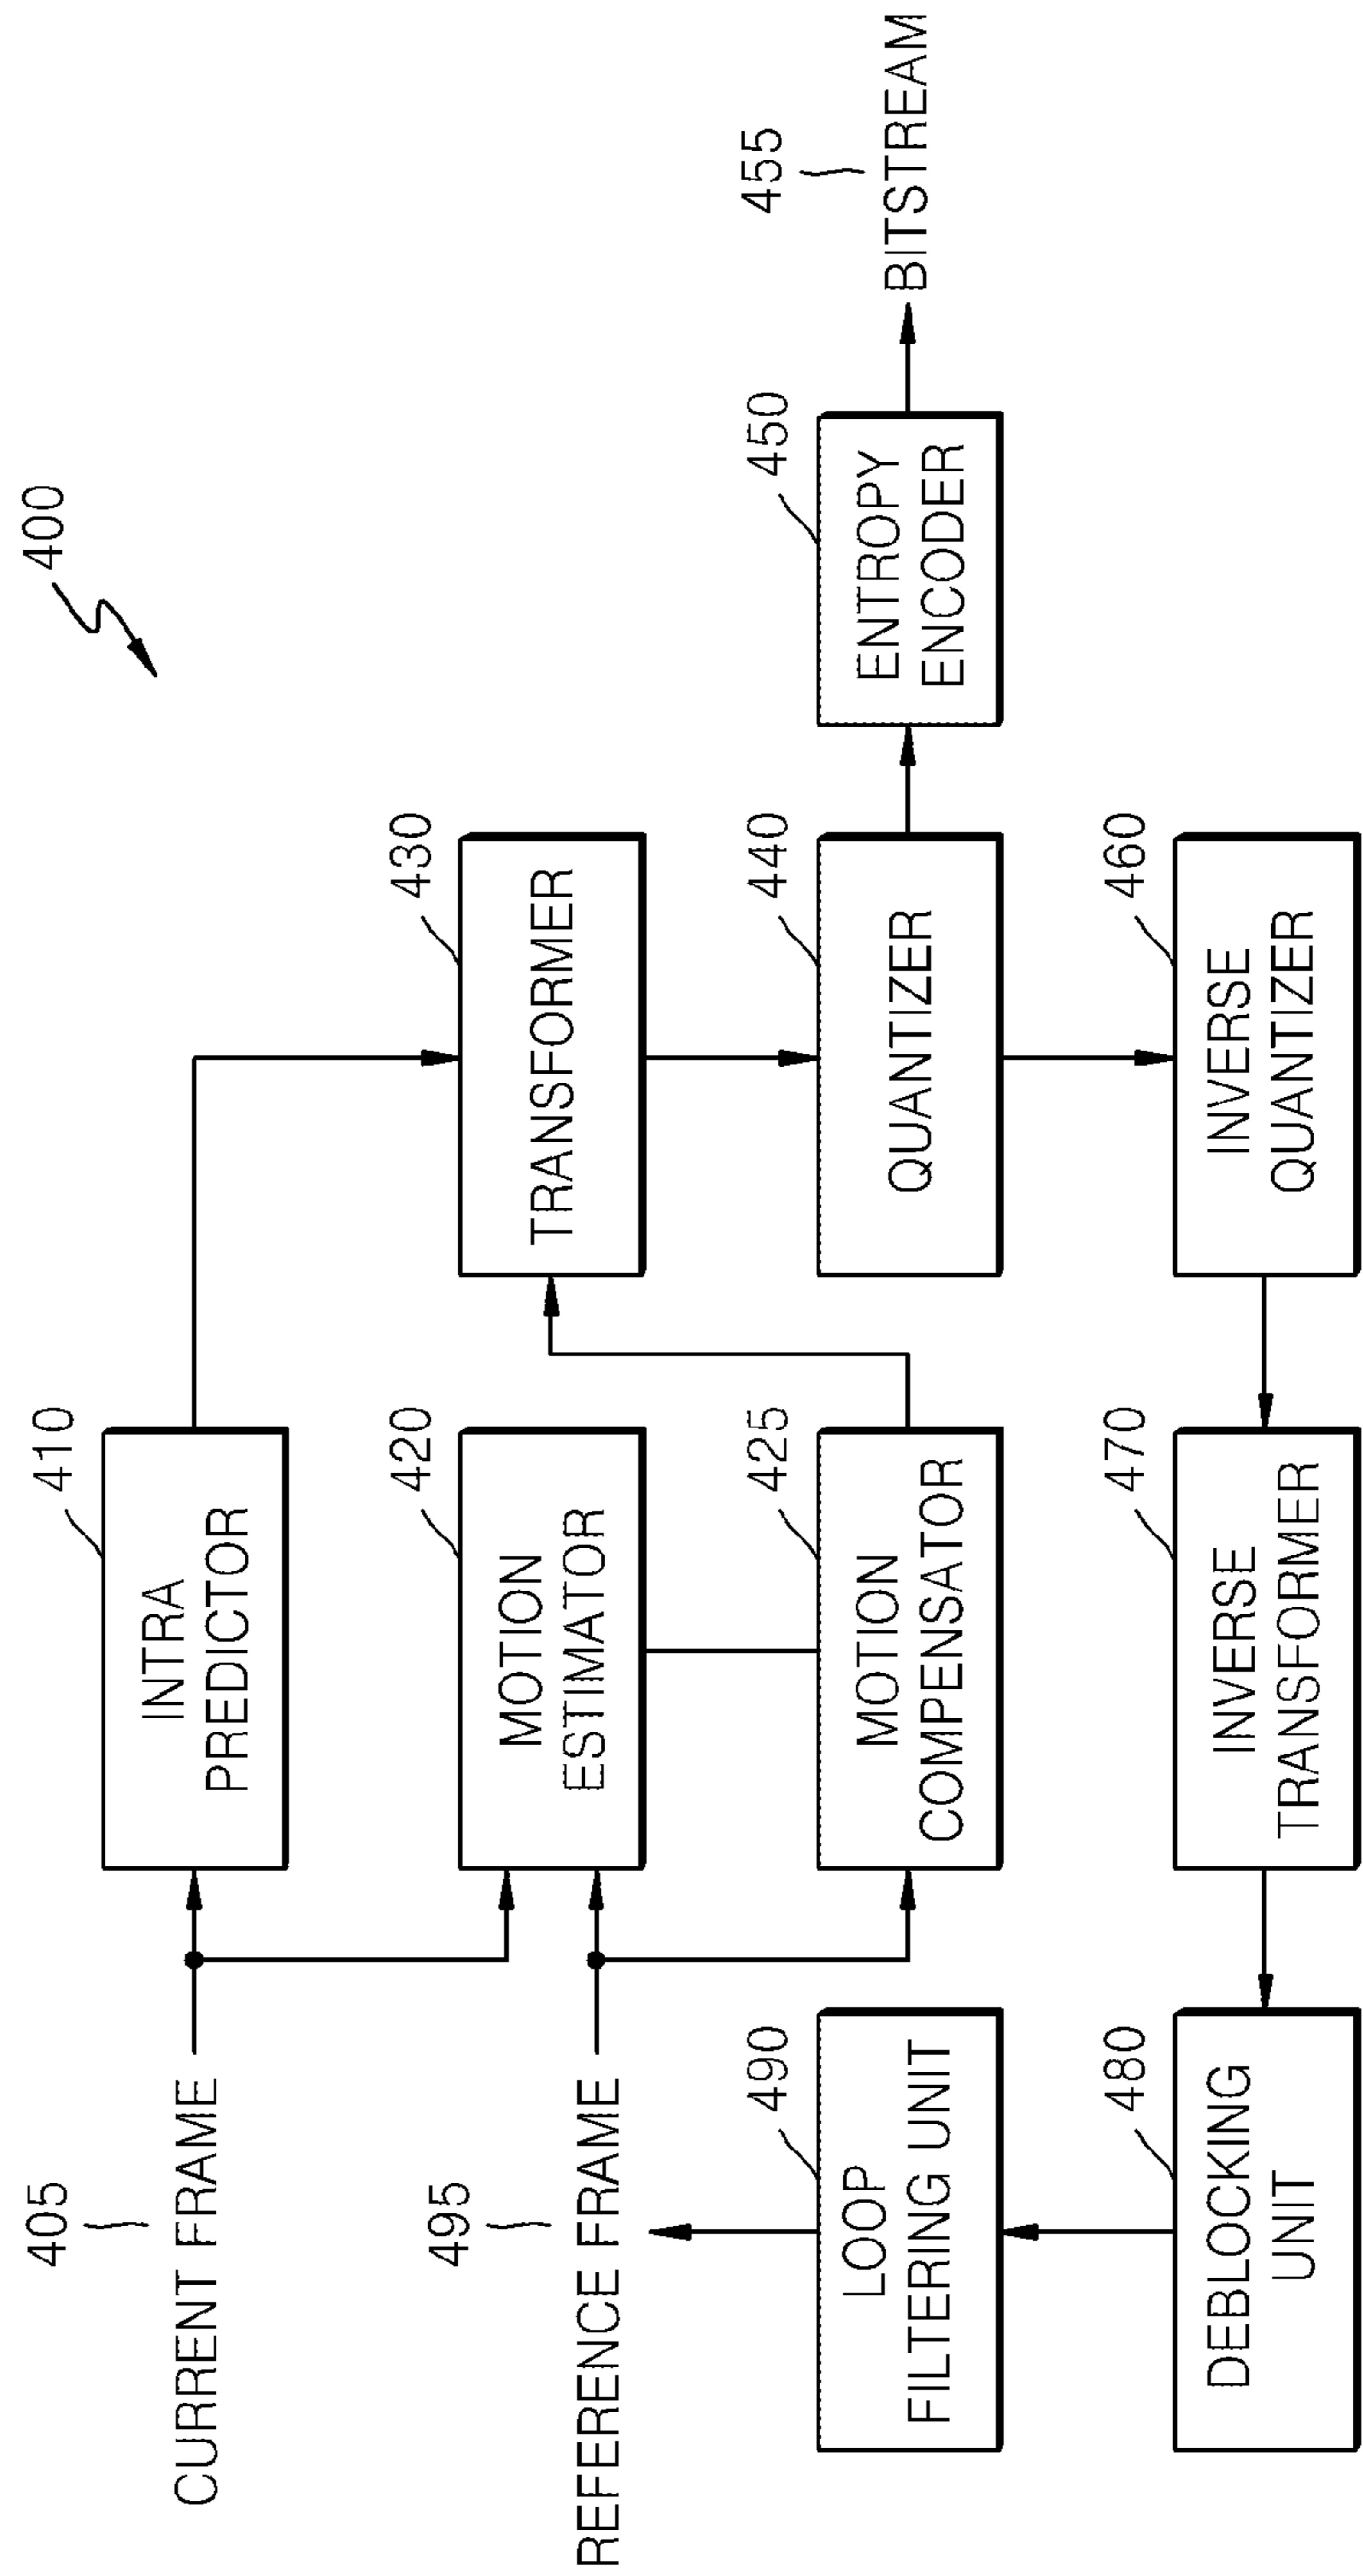 400
405
CURRENT FRAME
410
INTRA
PREDICTOR
495
REFERENCE FRAME
420
MOTION
ESTIMATOR
430
TRANSFORMER
490
LOOP
FILTERING UNIT
425
MOTION
COMPENSATOR
440
QUANTIZER
450
ENTROPY
ENCODER
455
BITSTREAM
480
DEBLOCKING
UNIT
470
INVERSE
TRANSFORMER
460
INVERSE
QUANTIZER